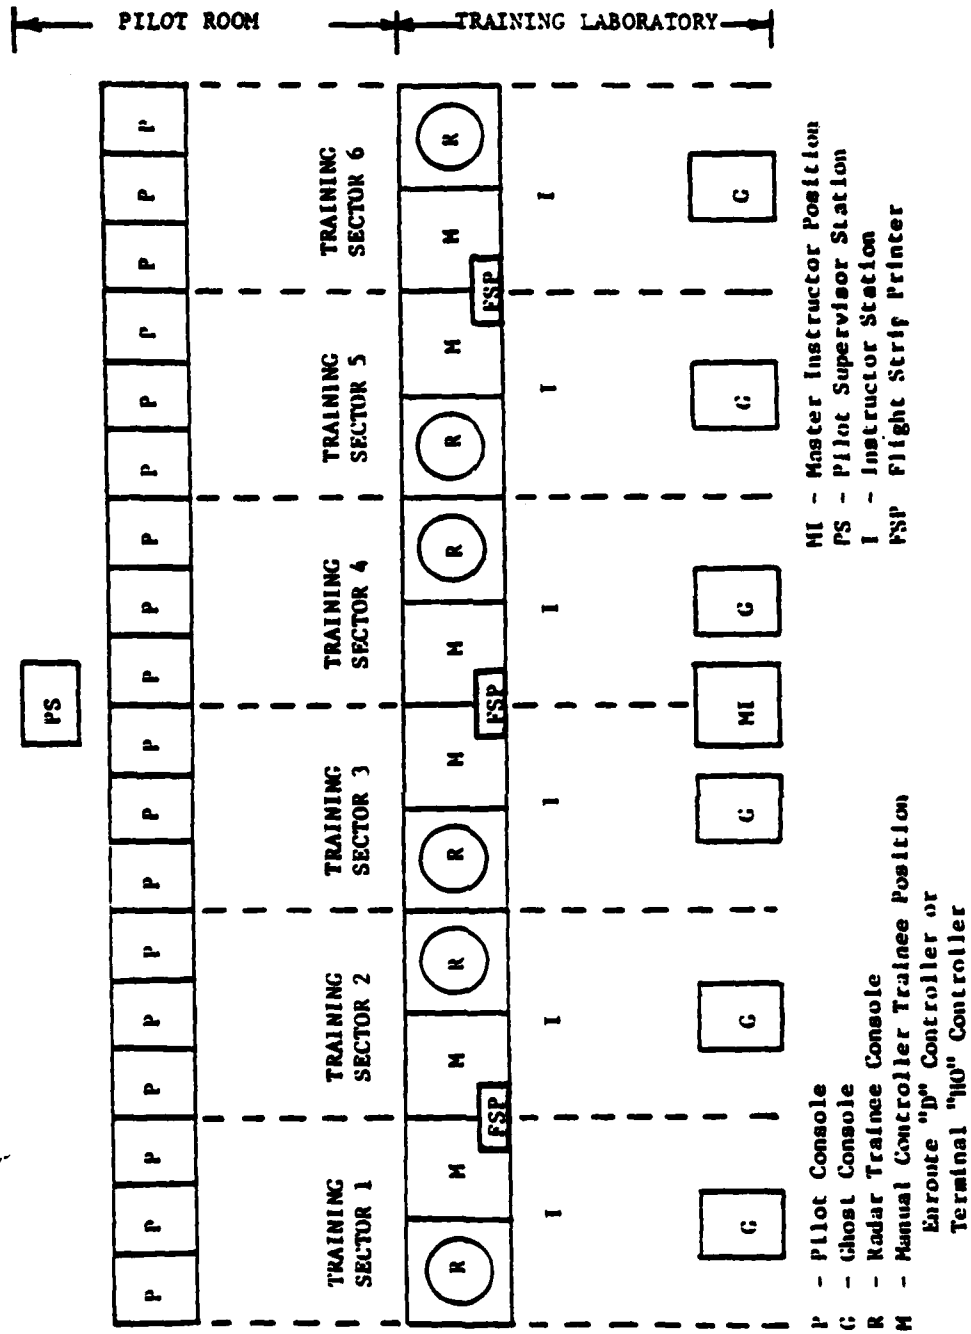 PILOT ROOM
TRAINING LABORATORY
PS
P P P P P P P P P P P P P P P P P P
TRAINING SECTOR 1
TRAINING SECTOR 2
TRAINING SECTOR 3
TRAINING SECTOR 4
TRAINING SECTOR 5
TRAINING SECTOR 6
R M M R R M M R R M M R
FSP FSP FSP
I I I I I I
G G G MI G G G
P - Pilot Console
G - Ghost Console
R - Radar Trainee Console
M - Manual Controller Trainee Position
Enroute "D" Controller or
Terminal "HO" Controller
MI - Master Instructor Position
PS - Pilot Supervisor Station
I - Instructor Station
FSP Flight Strip Printer